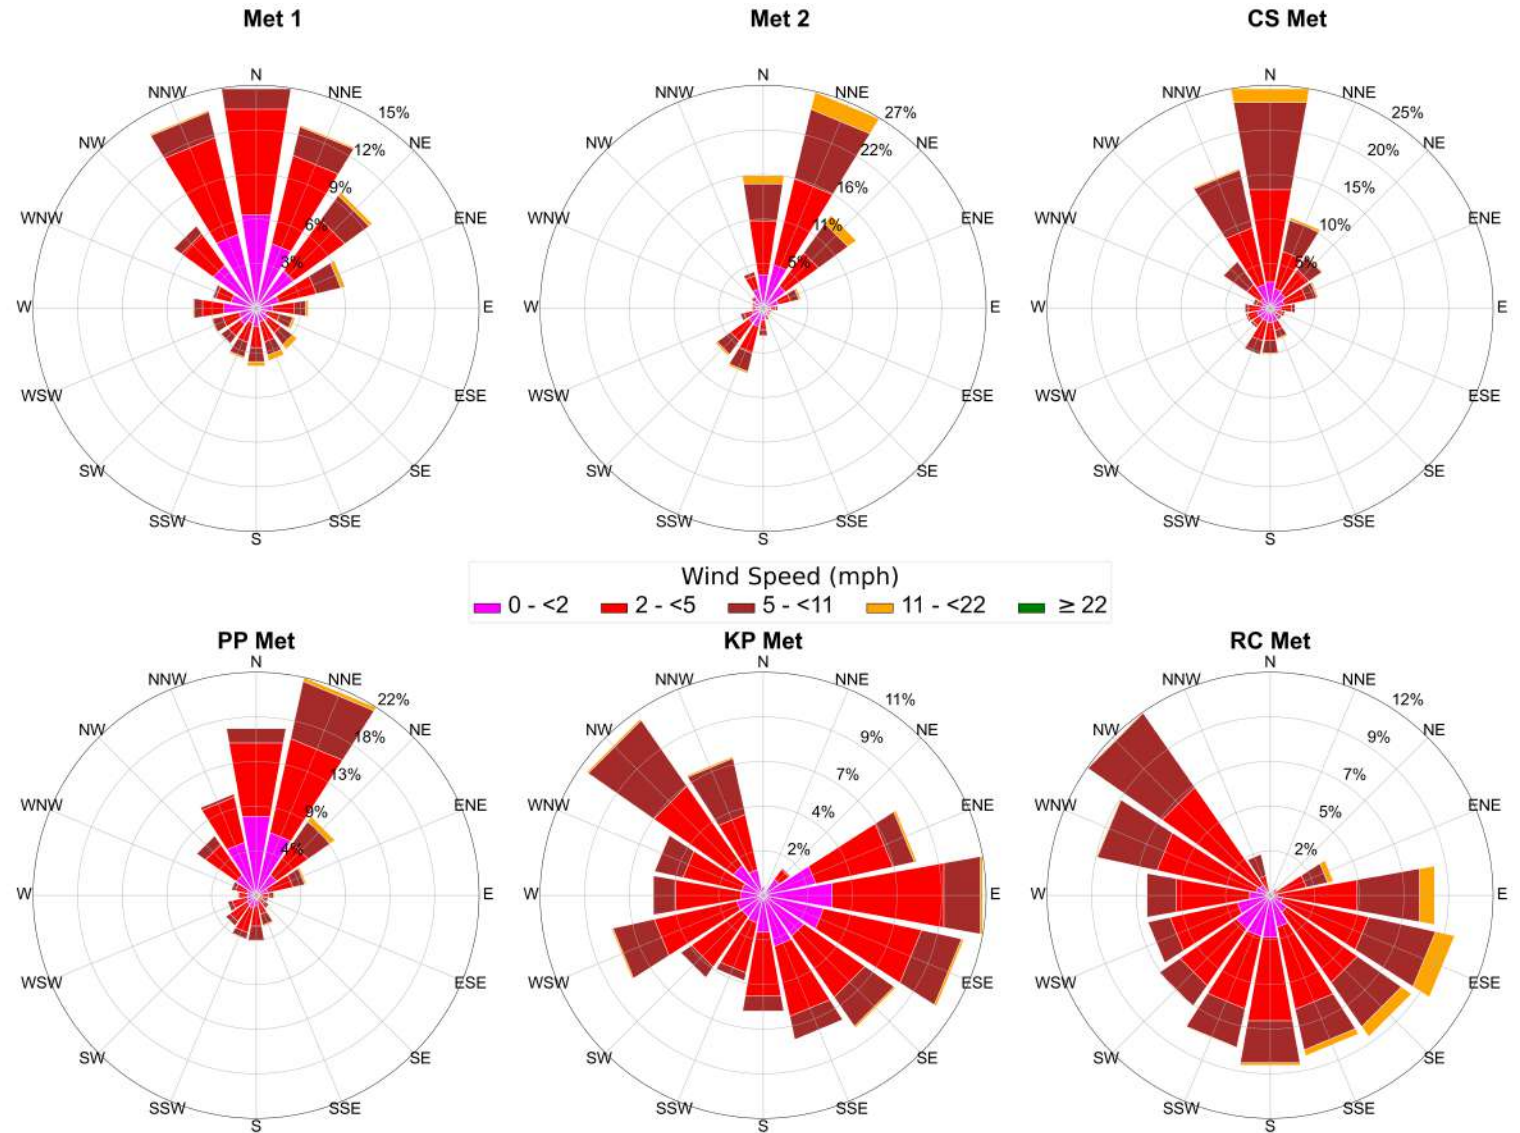 Met 1
Met 2
CS Met
N
NNW
NNE
15%
NW
NE
12%
9%
WNW
ENE
6%
3%
W
E
WSW
ESE
SW
SE
SSW
SSE
S
N
NNW
NNE
27%
NW
NE
22%
16%
WNW
ENE
11%
5%
W
E
WSW
ESE
SW
SE
SSW
SSE
S
N
NNW
NNE
25%
NW
NE
20%
15%
WNW
ENE
10%
5%
W
E
WSW
ESE
SW
SE
SSW
SSE
S
Wind Speed (mph)
0 - <2 2 - <5 5 - <11 11 - <22 ≥ 22
PP Met
KP Met
RC Met
N
NNW
NNE
22%
NW
NE
18%
13%
WNW
ENE
9%
4%
W
E
WSW
ESE
SW
SE
SSW
SSE
S
N
NNW
NNE
11%
NW
NE
9%
7%
WNW
ENE
4%
2%
W
E
WSW
ESE
SW
SE
SSW
SSE
S
N
NNW
NNE
12%
NW
NE
9%
7%
WNW
ENE
5%
2%
W
E
WSW
ESE
SW
SE
SSW
SSE
S